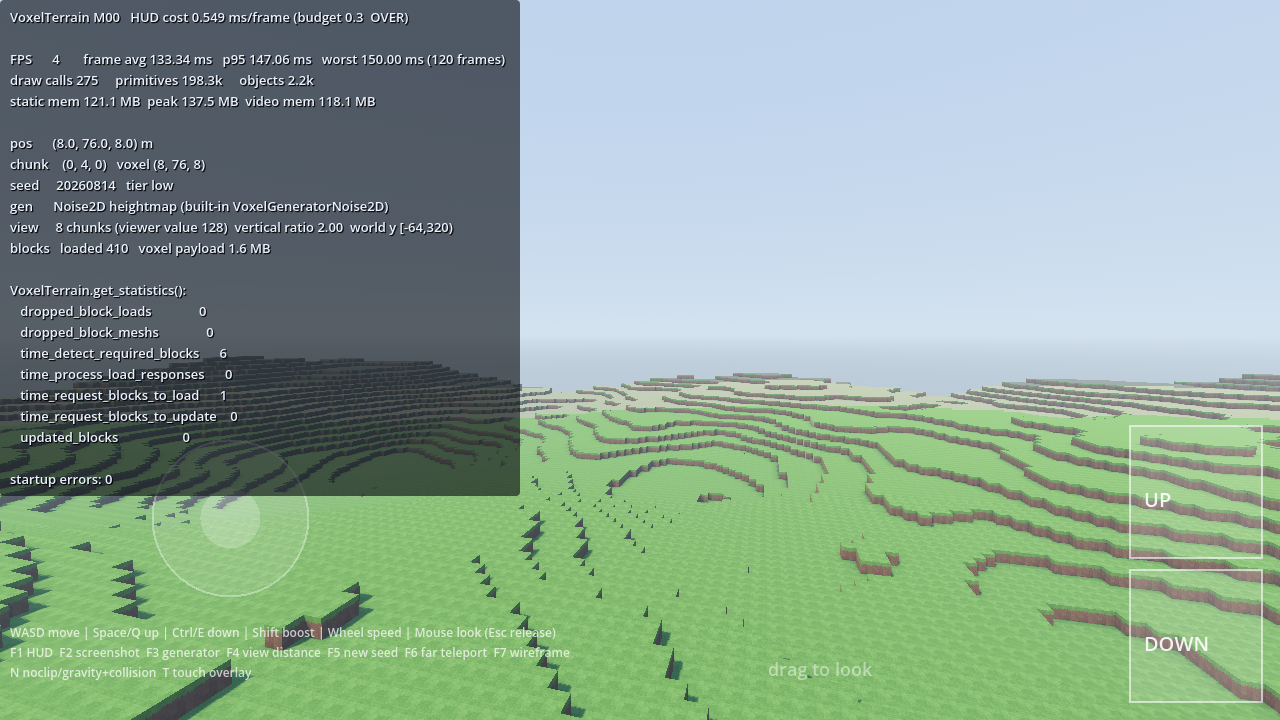 VoxelTerrain M00   HUD cost 0.549 ms/frame (budget 0.3  OVER)
FPS      4       frame avg 133.34 ms   p95 147.06 ms   worst 150.00 ms (120 frames)
draw calls 275     primitives 198.3k     objects 2.2k
static mem 121.1 MB  peak 137.5 MB  video mem 118.1 MB
pos      (8.0, 76.0, 8.0) m
chunk    (0, 4, 0)   voxel (8, 76, 8)
seed     20260814   tier low
gen      Noise2D heightmap (built-in VoxelGeneratorNoise2D)
view     8 chunks (viewer value 128)  vertical ratio 2.00  world y [-64,320)
blocks   loaded 410   voxel payload 1.6 MB
VoxelTerrain.get_statistics():
dropped_block_loads              0
dropped_block_meshs              0
time_detect_required_blocks      6
time_process_load_responses      0
time_request_blocks_to_load      1
time_request_blocks_to_update    0
updated_blocks                   0
startup errors: 0
UP
DOWN
WASD move | Space/Q up | Ctrl/E down | Shift boost | Wheel speed | Mouse look (Esc release)
F1 HUD  F2 screenshot  F3 generator  F4 view distance  F5 new seed  F6 far teleport  F7 wireframe
N noclip/gravity+collision  T touch overlay
drag to look